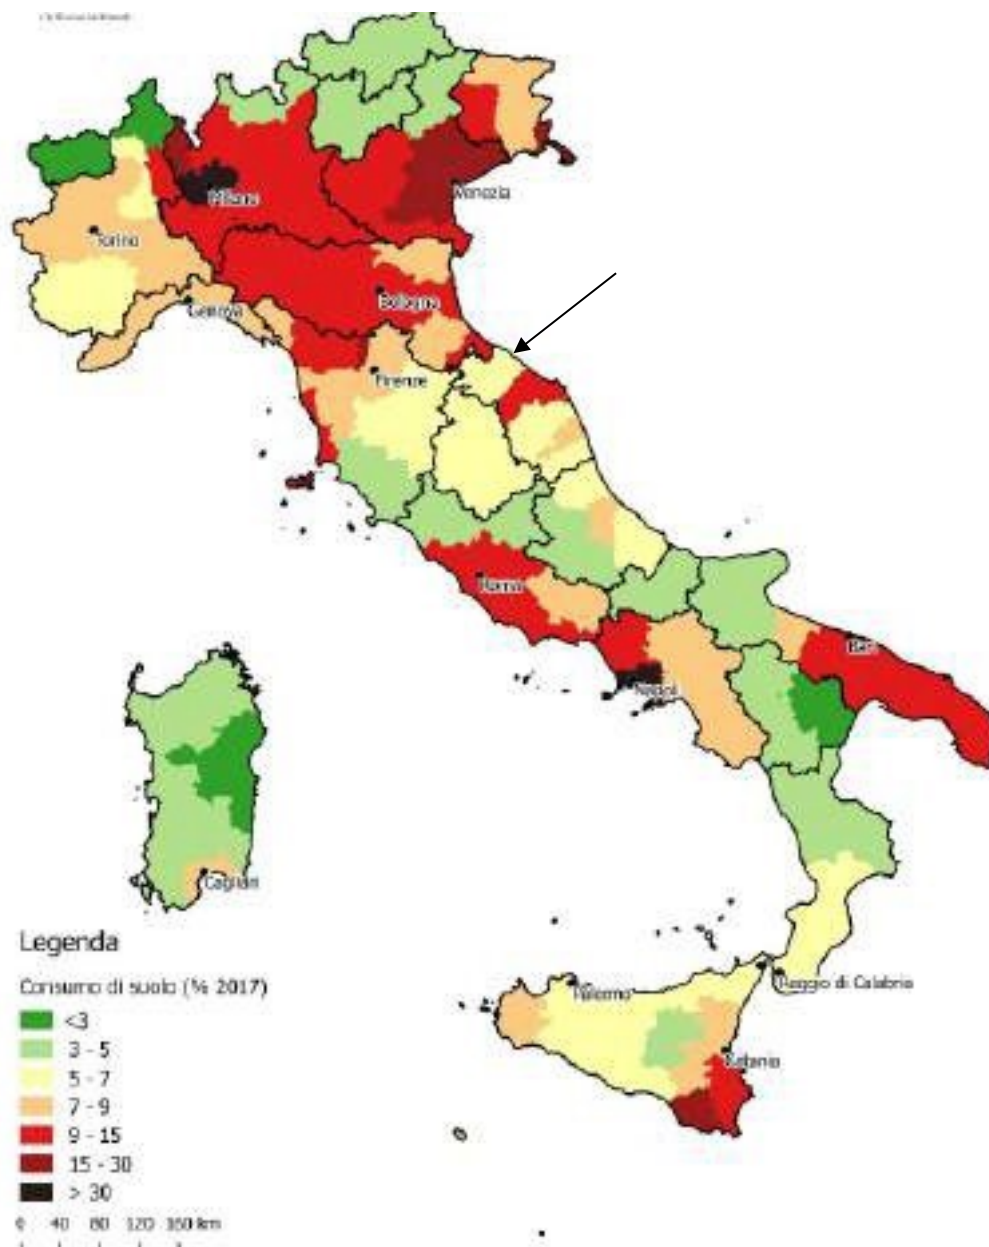 Milano
Venezia
Torino
Bologna
Genova
Firenze
Roma
Bari
Napoli
Cagliari
Legenda
Consumo di suolo (% 2017)
Palermo
Reggio di Calabria
<3
3 - 5
Catania
5 - 7
7 - 9
9 - 15
15 - 30
> 30
0 40 80 120 160 km